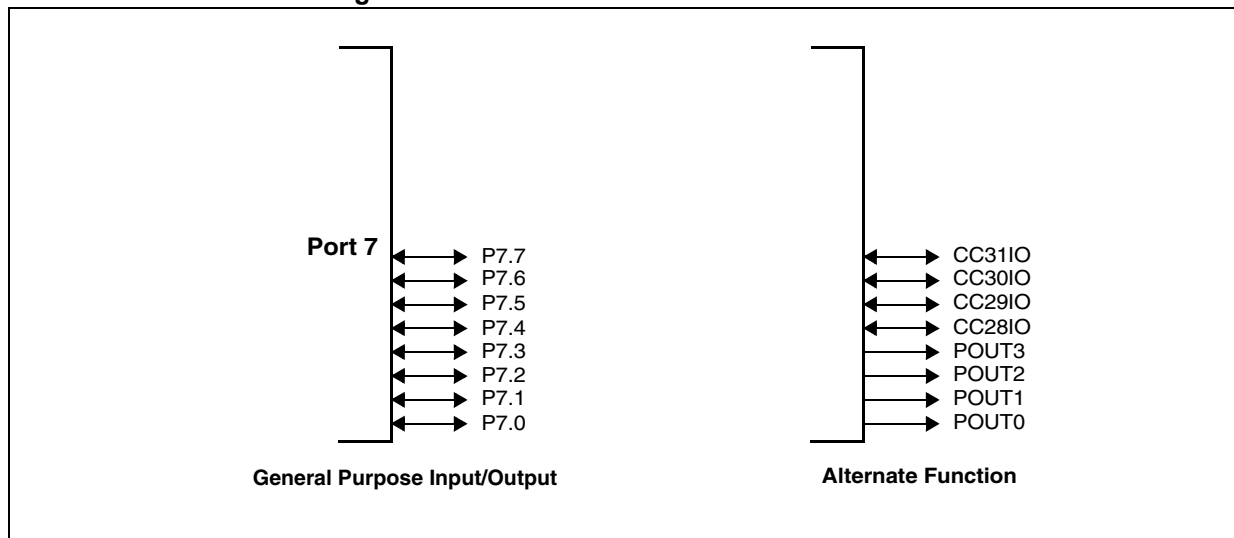 Port 7
P7.7
P7.6
P7.5
P7.4
P7.3
P7.2
P7.1
P7.0
General Purpose Input/Output
CC31IO
CC30IO
CC29IO
CC28IO
POUT3
POUT2
POUT1
POUT0
Alternate Function